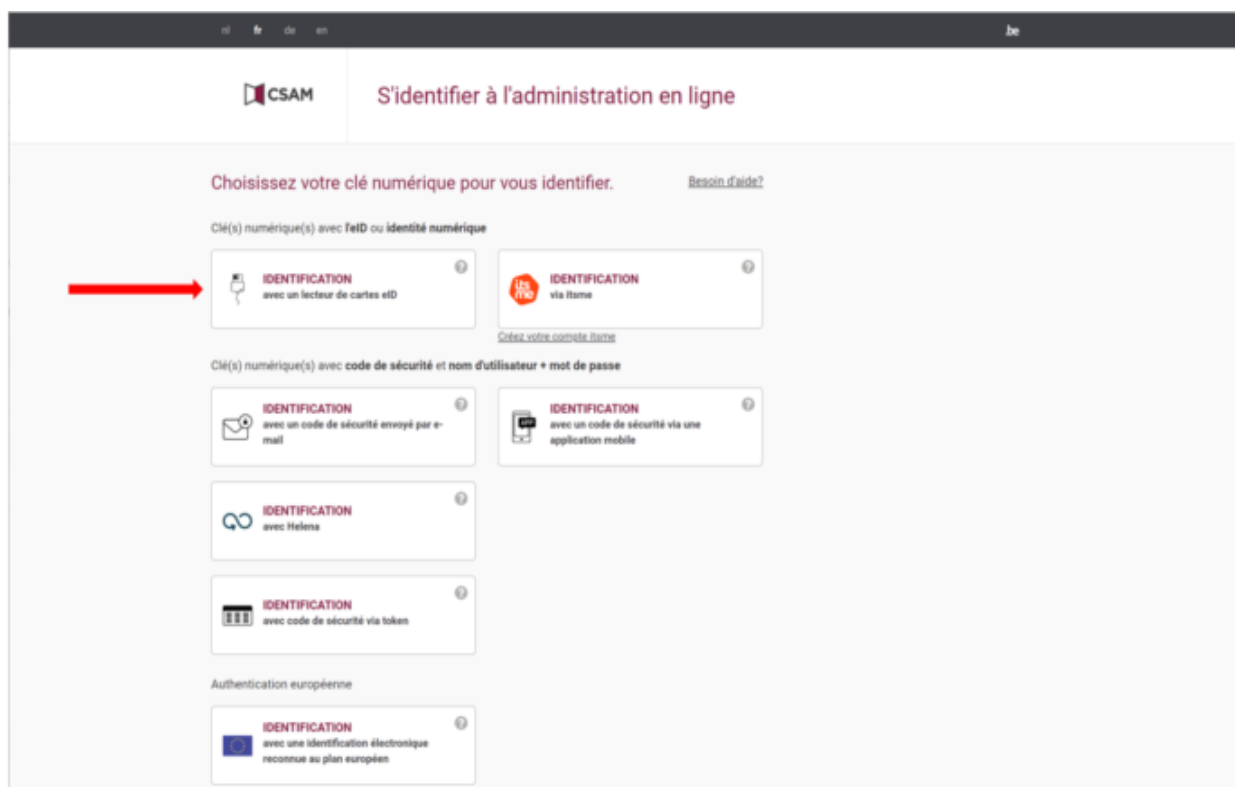 nl fr de en .be
CSAM S'identifier à l'administration en ligne
Choisissez votre clé numérique pour vous identifier. Besoin d'aide?
Clé(s) numérique(s) avec l'eID ou identité numérique
IDENTIFICATION
avec un lecteur de cartes eID
its
me
IDENTIFICATION
via itsme
Créez votre compte itsme
Clé(s) numérique(s) avec code de sécurité et nom d'utilisateur + mot de passe
IDENTIFICATION
avec un code de sécurité envoyé par e-
mail
APP
IDENTIFICATION
avec un code de sécurité via une
application mobile
IDENTIFICATION
avec Helena
IDENTIFICATION
avec code de sécurité via token
Authentication européenne
IDENTIFICATION
avec une identification électronique
reconnue au plan européen